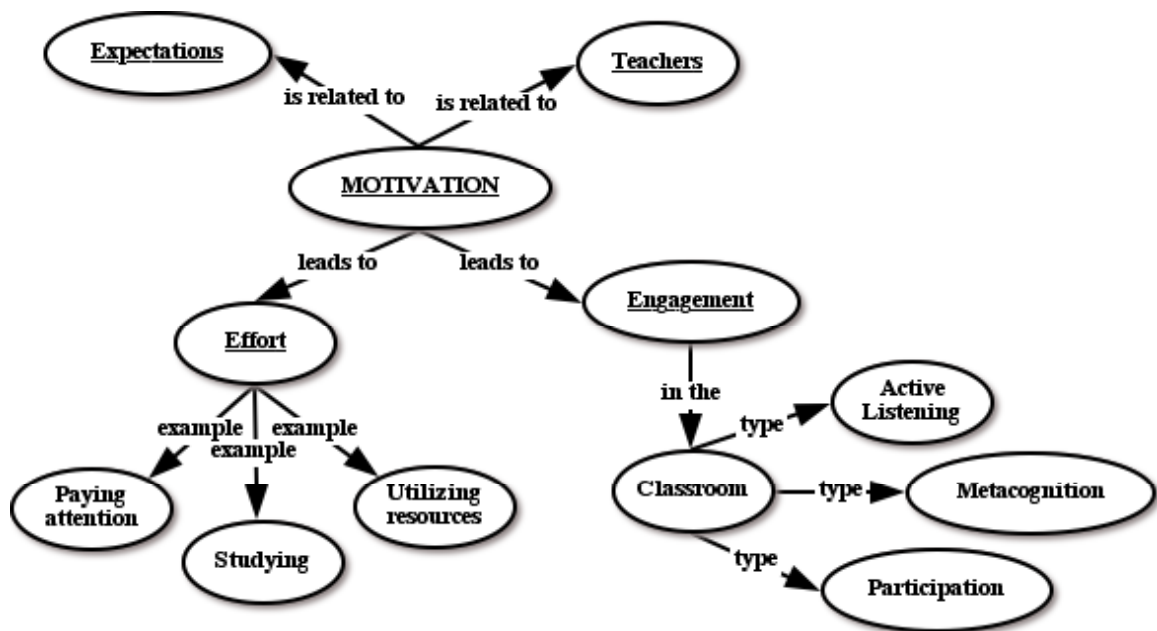 Expectations
Teachers
is related to
is related to
MOTIVATION
leads to
leads to
Engagement
Effort
in the
Active
Listening
type
example
example
example
Paying
attention
Utilizing
resources
Studying
Classroom
type
Metacognition
type
Participation